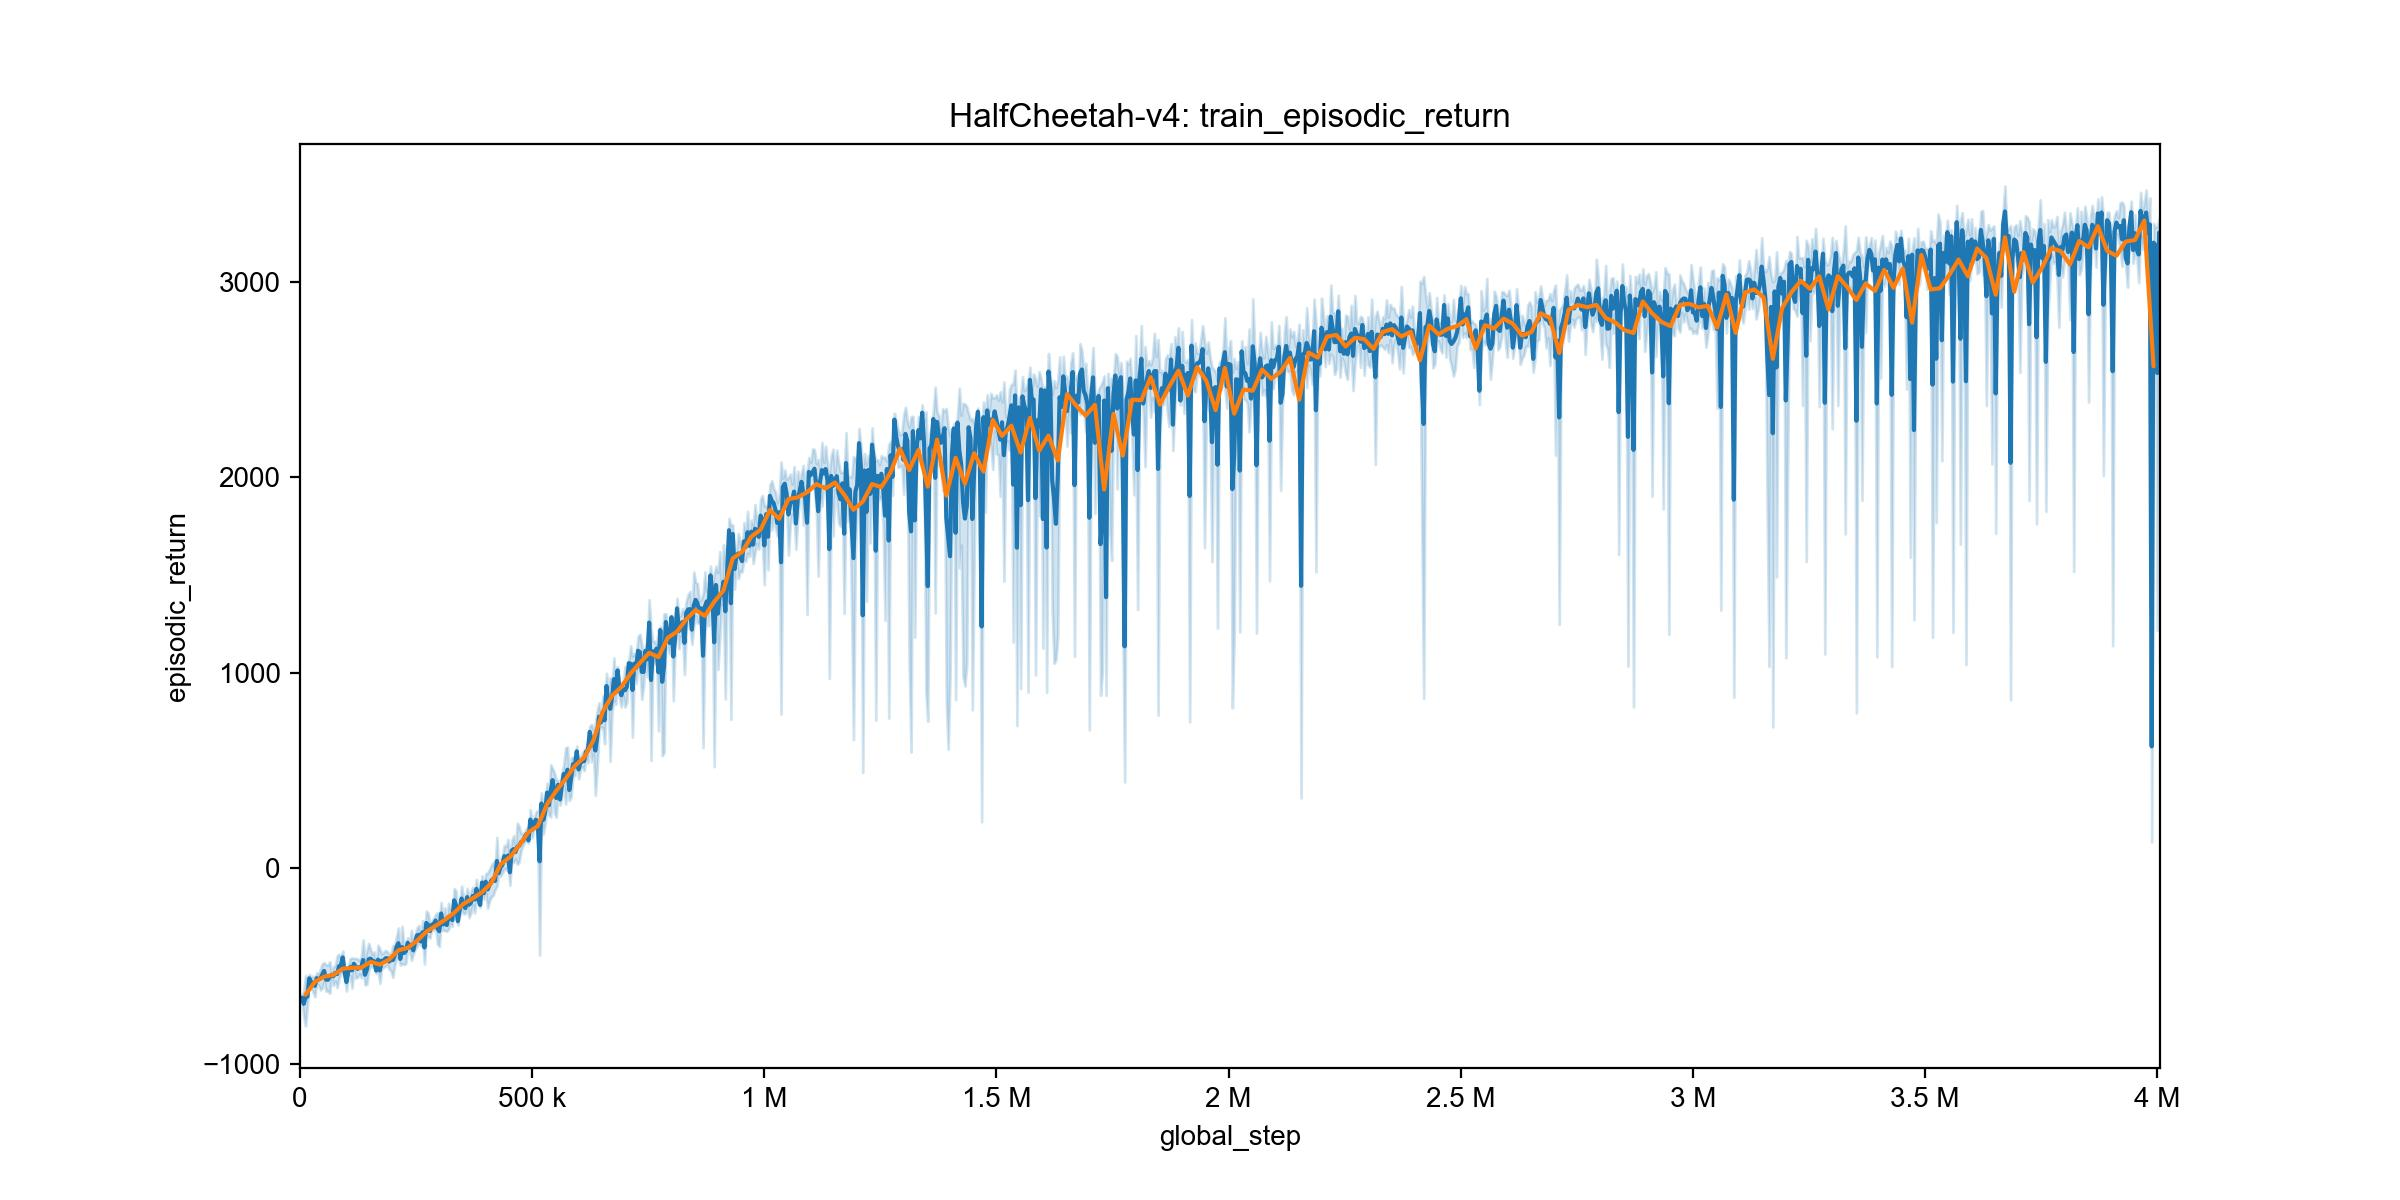 HalfCheetah-v4: train_episodic_return
episodic_return
3000
2000
1000
0
−1000
0
500 k
1 M
1.5 M
2 M
2.5 M
3 M
3.5 M
4 M
global_step